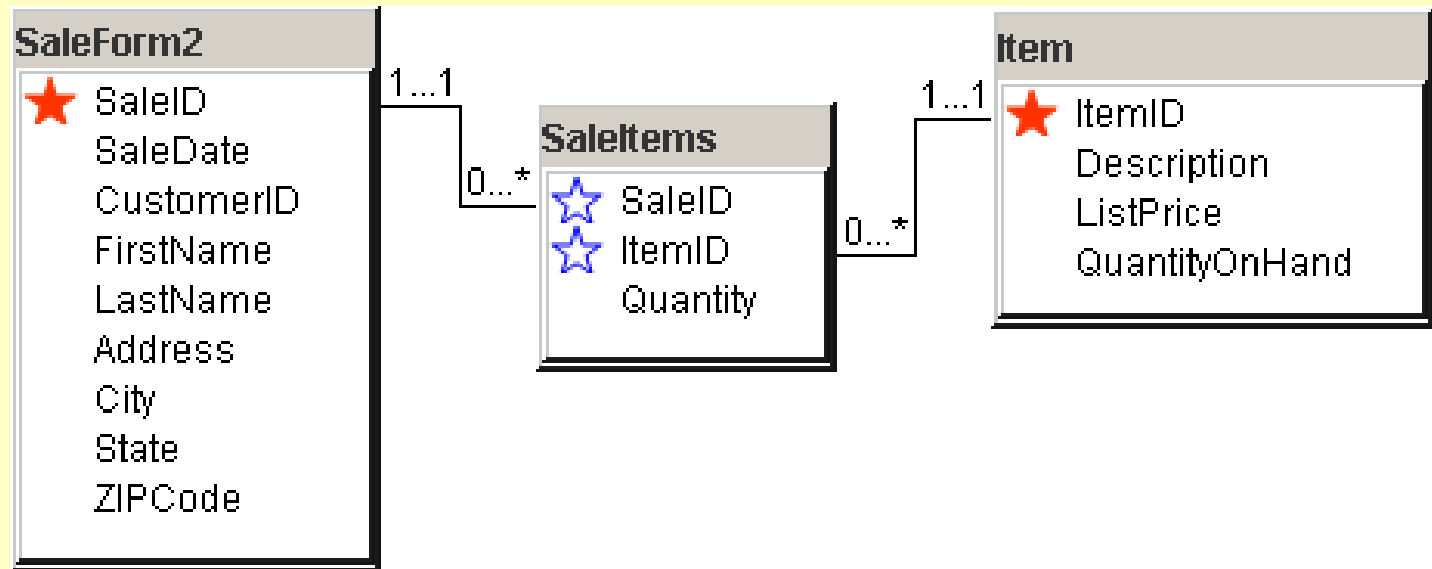 SaleForm2
SaleID
SaleDate
CustomerID
FirstName
LastName
Address
City
State
ZIPCode
1...1
0...*
SaleItems
SaleID
ItemID
Quantity
1...1
0...*
Item
ItemID
Description
ListPrice
QuantityOnHand